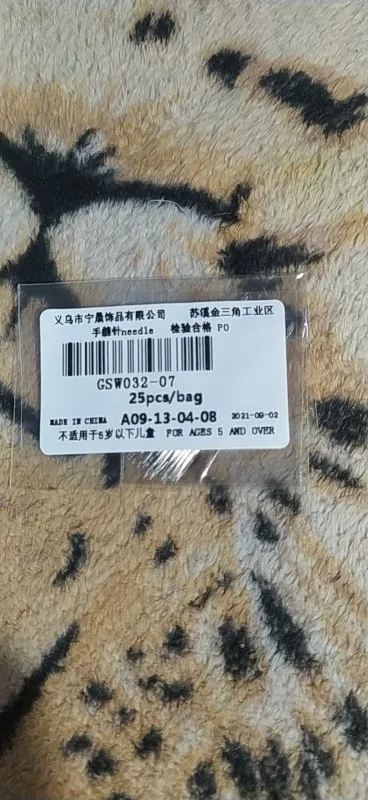 义乌市宁晟饰品有限公司 苏溪金三角工业区
手缝针needle 检验合格 PO
GSW032-07
25pcs/bag
MADE IN CHINA A09-13-04-08 2021-09-02
不适用于5岁以下儿童 FOR AGES 5 AND OVER